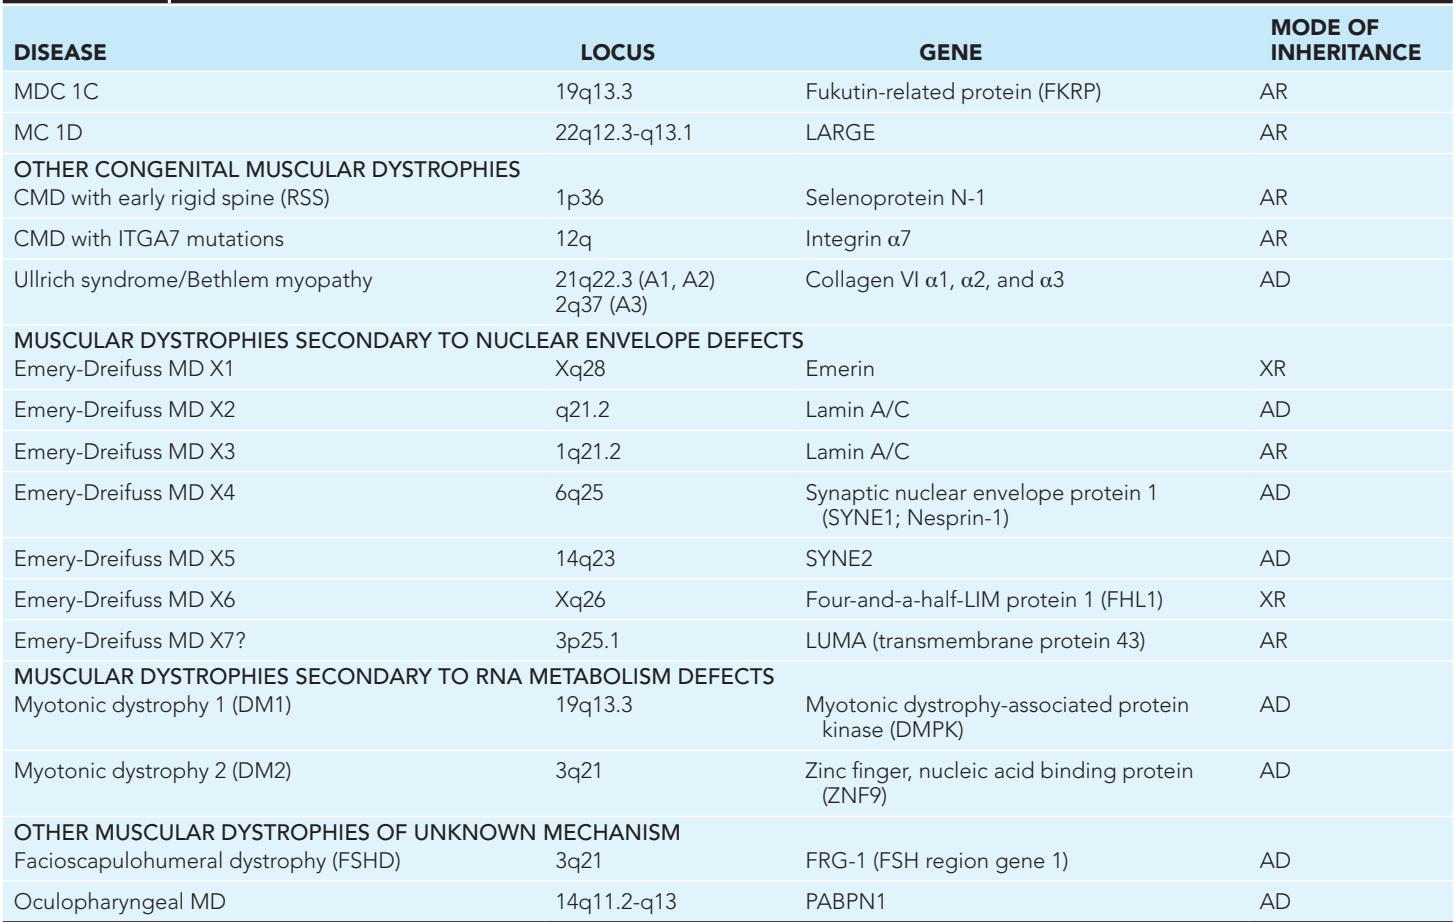 DISEASE LOCUS GENE MODE OF INHERITANCE
MDC 1C 19q13.3 Fukutin-related protein (FKRP) AR
MC 1D 22q12.3-q13.1 LARGE AR
OTHER CONGENITAL MUSCULAR DYSTROPHIES
CMD with early rigid spine (RSS) 1p36 Selenoprotein N-1 AR
CMD with ITGA7 mutations 12q Integrin α7 AR
Ullrich syndrome/Bethlem myopathy 21q22.3 (A1, A2) Collagen VI α1, α2, and α3 AD
2q37 (A3)
MUSCULAR DYSTROPHIES SECONDARY TO NUCLEAR ENVELOPE DEFECTS
Emery-Dreifuss MD X1 Xq28 Emerin XR
Emery-Dreifuss MD X2 q21.2 Lamin A/C AD
Emery-Dreifuss MD X3 1q21.2 Lamin A/C AR
Emery-Dreifuss MD X4 6q25 Synaptic nuclear envelope protein 1 AD
(SYNE1; Nesprin-1)
Emery-Dreifuss MD X5 14q23 SYNE2 AD
Emery-Dreifuss MD X6 Xq26 Four-and-a-half-LIM protein 1 (FHL1) XR
Emery-Dreifuss MD X7? 3p25.1 LUMA (transmembrane protein 43) AR
MUSCULAR DYSTROPHIES SECONDARY TO RNA METABOLISM DEFECTS
Myotonic dystrophy 1 (DM1) 19q13.3 Myotonic dystrophy-associated protein AD
kinase (DMPK)
Myotonic dystrophy 2 (DM2) 3q21 Zinc finger, nucleic acid binding protein AD
(ZNF9)
OTHER MUSCULAR DYSTROPHIES OF UNKNOWN MECHANISM
Facioscapulohumeral dystrophy (FSHD) 3q21 FRG-1 (FSH region gene 1) AD
Oculopharyngeal MD 14q11.2-q13 PABPN1 AD